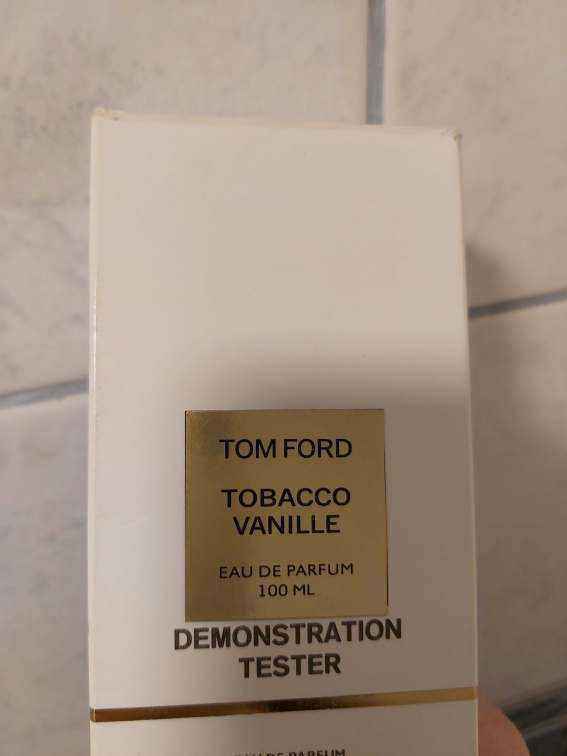 TOM FORD
TOBACCO
VANILLE
EAU DE PARFUM
100 ML
DEMONSTRATION
TESTER